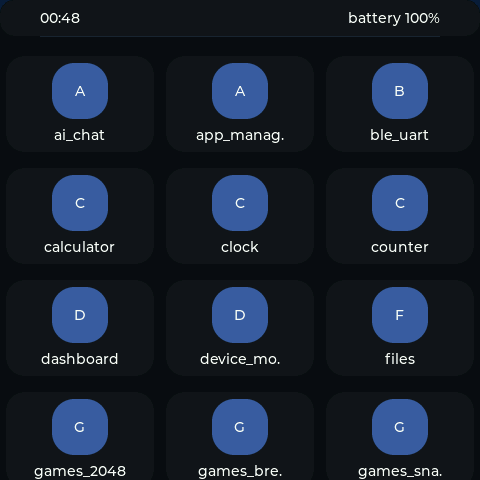 00:48 battery 100%
A A B
ai_chat app_manag. ble_uart
C C C
calculator clock counter
D D F
dashboard device_mo. files
G G G
games_2048 games_bre. games_sna.